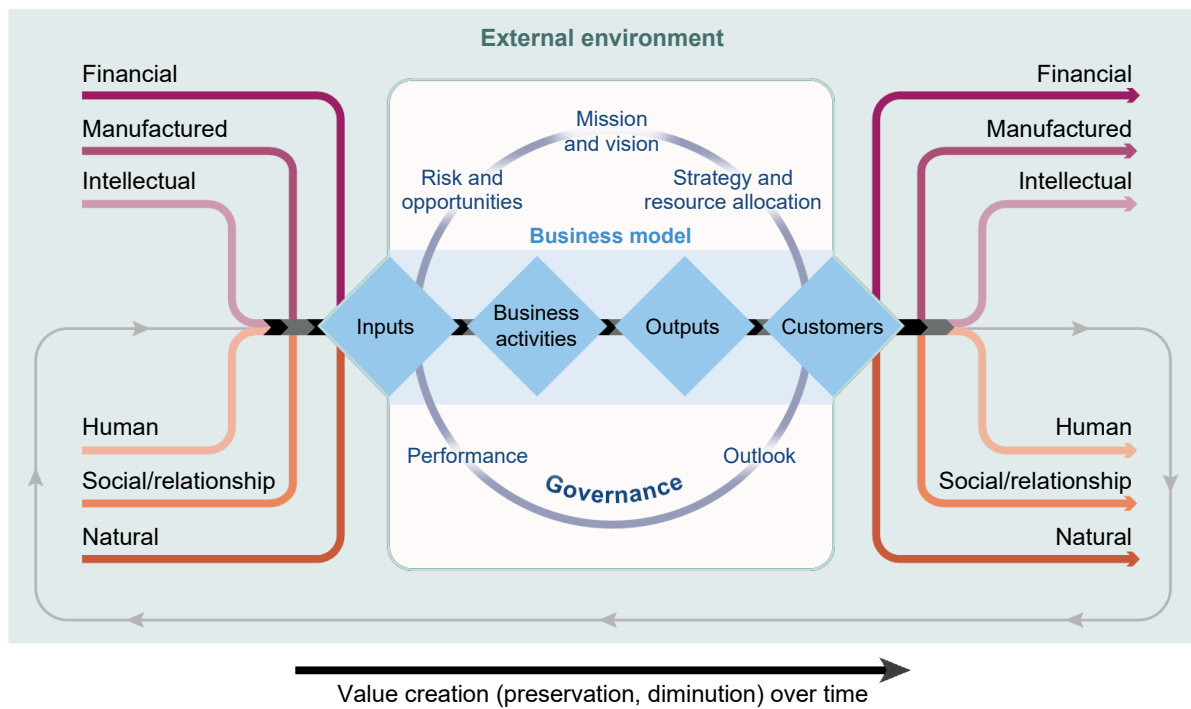 External environment
Financial
Manufactured
Intellectual
Human
Social/relationship
Natural
Mission
and vision
Risk and
opportunities
Strategy and
resource allocation
Business model
Inputs
Business
activities
Outputs
Customers
Performance
Outlook
Governance
Financial
Manufactured
Intellectual
Human
Social/relationship
Natural
Value creation (preservation, diminution) over time